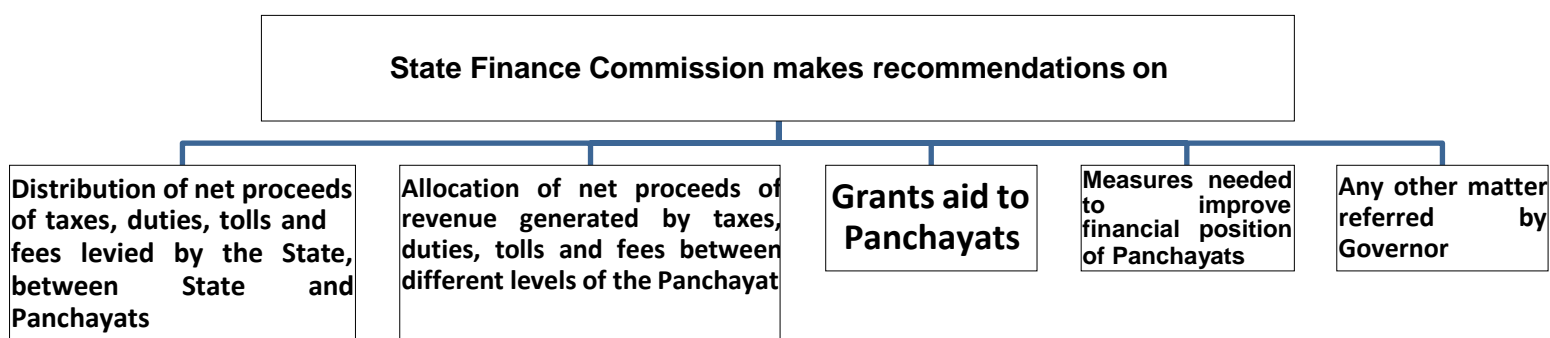 State Finance Commission makes recommendations on
Distribution of net proceeds
of taxes, duties, tolls and
fees levied by the State,
between State and
Panchayats
Allocation of net proceeds of
revenue generated by taxes,
duties, tolls and fees between
different levels of the Panchayat
Grants aid to
Panchayats
Measures needed
to improve
financial position
of Panchayats
Any other matter
referred by
Governor